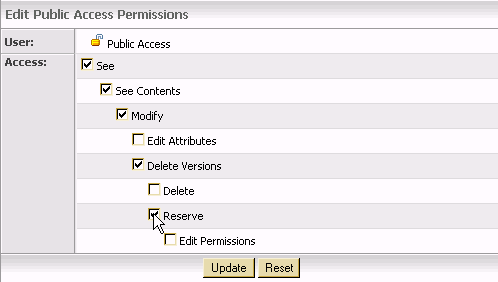 Edit Public Access Permissions
User: Public Access
Access: See
See Contents
Modify
Edit Attributes
Delete Versions
Delete
Reserve
Edit Permissions
Update Reset